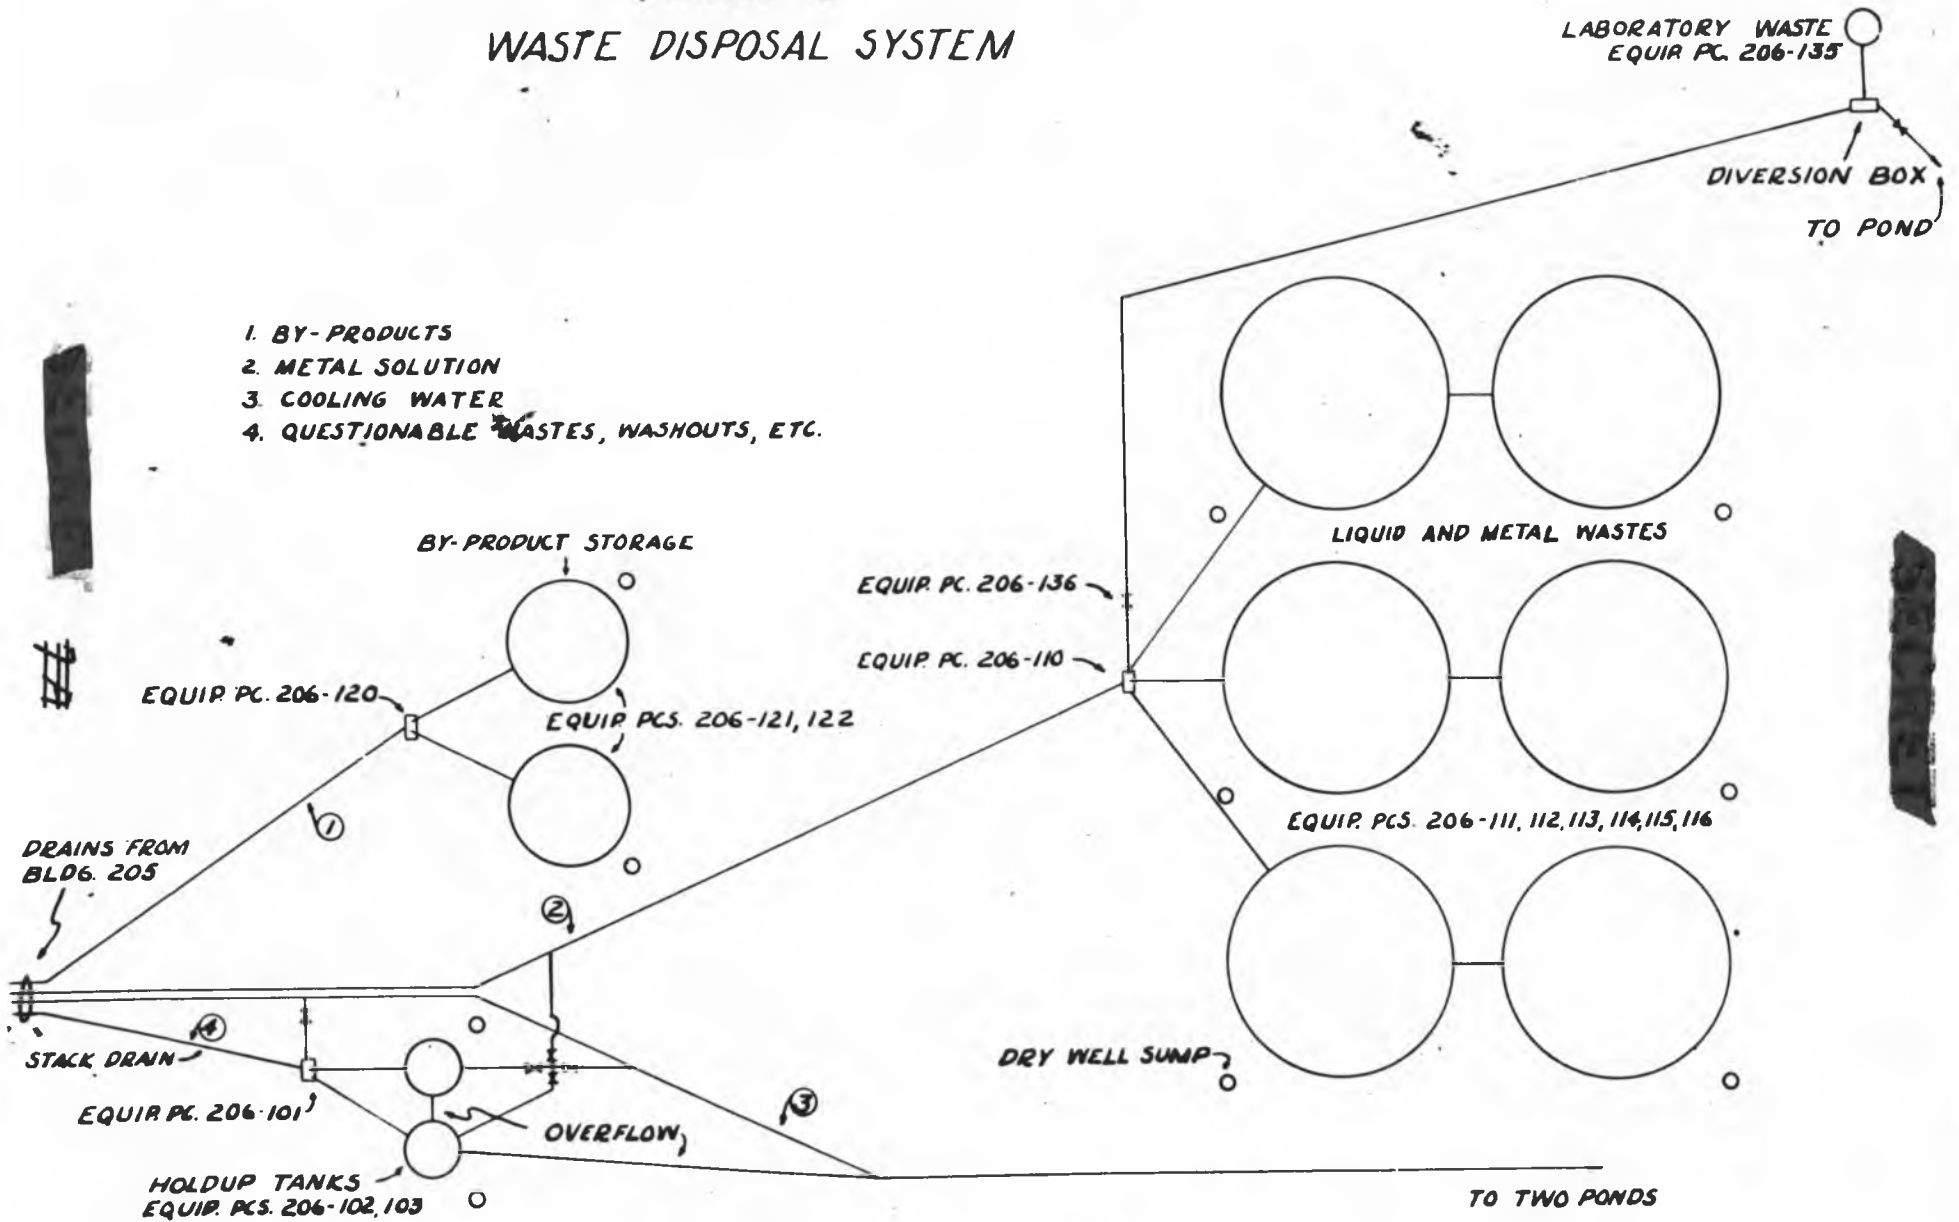 WASTE DISPOSAL SYSTEM
LABORATORY WASTE
EQUIP. PC. 206-135
DIVERSION BOX
TO POND
1. BY-PRODUCTS
2. METAL SOLUTION
3. COOLING WATER
4. QUESTIONABLE WASTES, WASHOUTS, ETC.
BY-PRODUCT STORAGE
LIQUID AND METAL WASTES
EQUIP. PC. 206-136
EQUIP. PC. 206-110
EQUIP. PC. 206-120
EQUIP. PCS. 206-121, 122
EQUIP. PCS. 206-111, 112, 113, 114, 115, 116
1
DRAINS FROM
BLDG. 205
2
4
STACK DRAIN
DRY WELL SUMP
EQUIP. PC. 206-101
3
OVERFLOW
HOLDUP TANKS
EQUIP. PCS. 206-102, 103
TO TWO PONDS